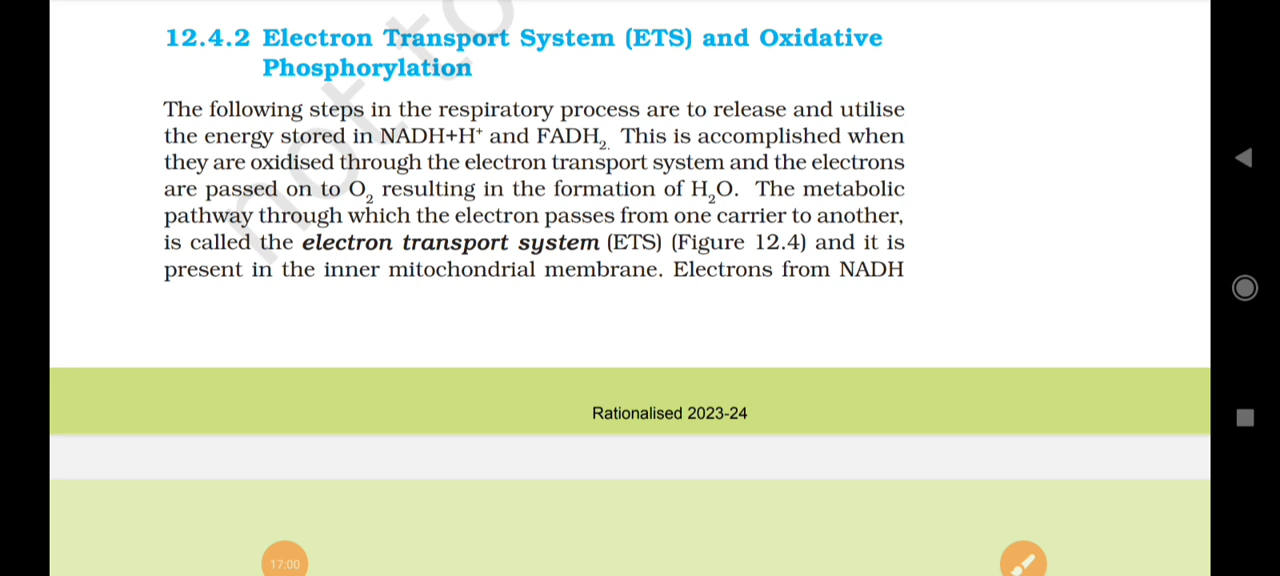 12.4.2 Electron Transport System (ETS) and Oxidative
Phosphorylation
The following steps in the respiratory process are to release and utilise
the energy stored in NADH+H⁺ and FADH₂. This is accomplished when
they are oxidised through the electron transport system and the electrons
are passed on to O₂ resulting in the formation of H₂O. The metabolic
pathway through which the electron passes from one carrier to another,
is called the electron transport system (ETS) (Figure 12.4) and it is
present in the inner mitochondrial membrane. Electrons from NADH
not to
Rationalised 2023-24
17:00